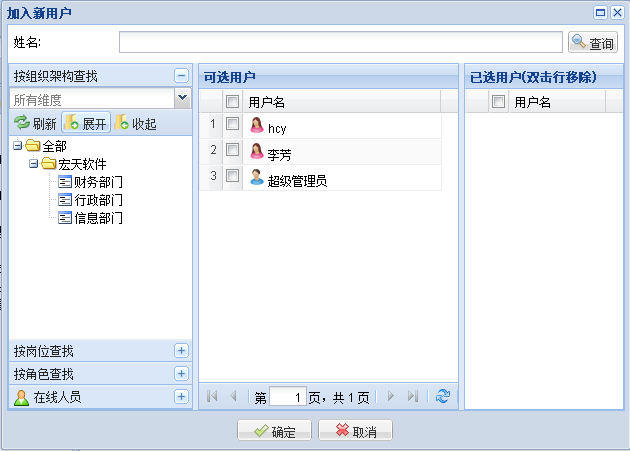 加入新用户
姓名:
查询
按组织架构查找
所有维度
刷新 展开 收起
全部
宏天软件
财务部门
行政部门
信息部门
按岗位查找
按角色查找
在线人员
可选用户
用户名
1 hcy
2 李芳
3 超级管理员
第 1 页，共 1 页
已选用户(双击行移除)
用户名
确定 取消